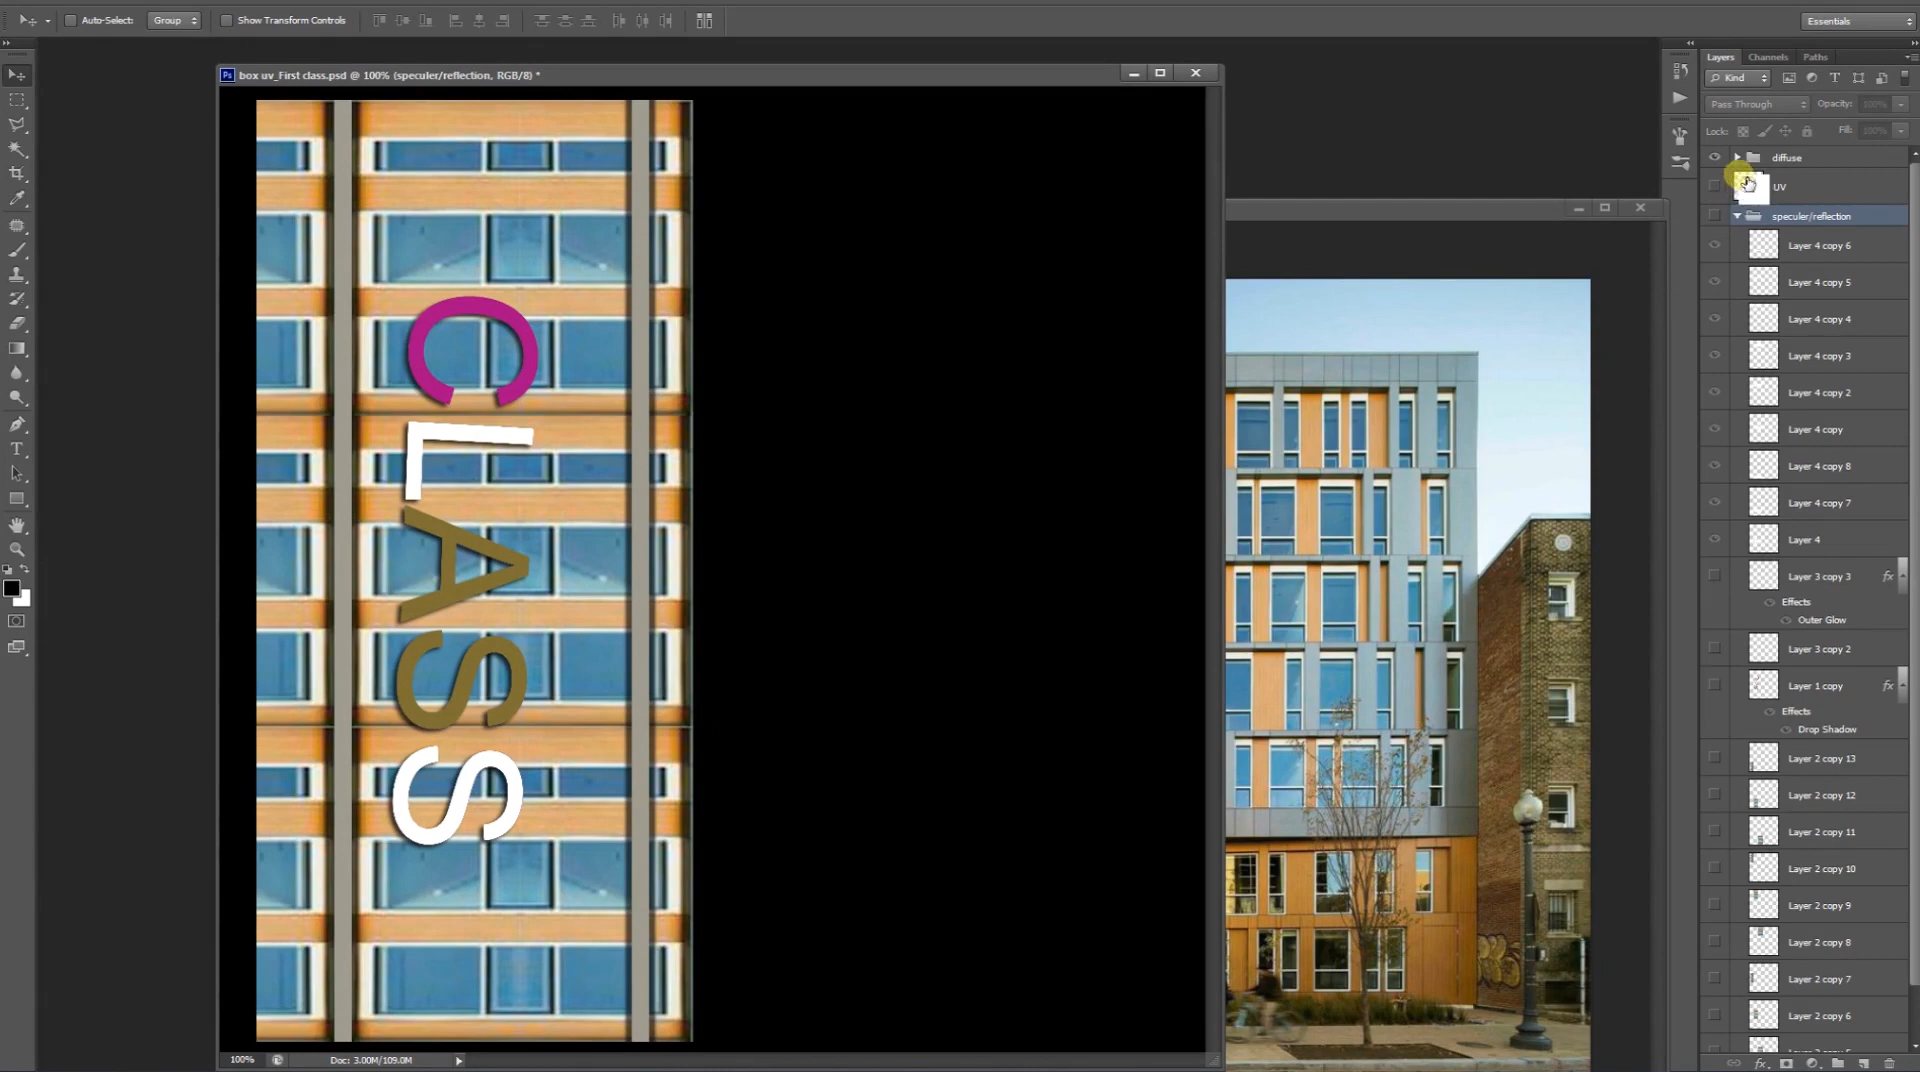 Auto-Select:
Group
Show Transform Controls
Essentials
Ps box uv_First class.psd @ 100% (speculer/reflection, RGB/8) *
CLASS
100%
Doc: 3.00M/109.0M
Layers Channels Paths
Kind
Pass Through
Opacity: 100%
Lock:
Fill: 100%
diffuse
UV
speculer/reflection
Layer 4 copy 6
Layer 4 copy 5
Layer 4 copy 4
Layer 4 copy 3
Layer 4 copy 2
Layer 4 copy
Layer 4 copy 8
Layer 4 copy 7
Layer 4
Layer 3 copy 3 fx
Effects
Outer Glow
Layer 3 copy 2
Layer 1 copy fx
Effects
Drop Shadow
Layer 2 copy 13
Layer 2 copy 12
Layer 2 copy 11
Layer 2 copy 10
Layer 2 copy 9
Layer 2 copy 8
Layer 2 copy 7
Layer 2 copy 6
fx